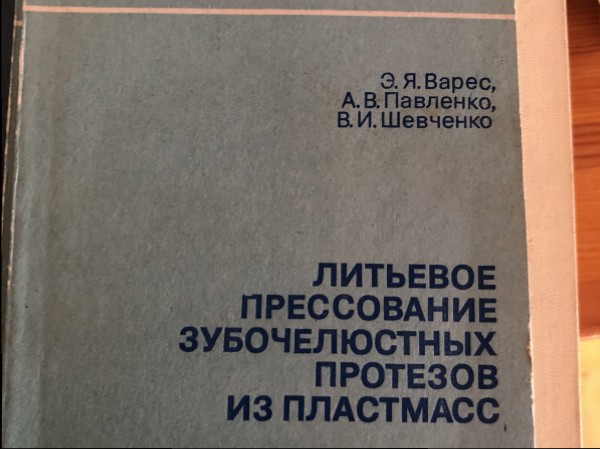 Э. Я. Варес,
А. В. Павленко,
В. И. Шевченко
ЛИТЬЕВОЕ
ПРЕССОВАНИЕ
ЗУБОЧЕЛЮСТНЫХ
ПРОТЕЗОВ
ИЗ ПЛАСТМАСС